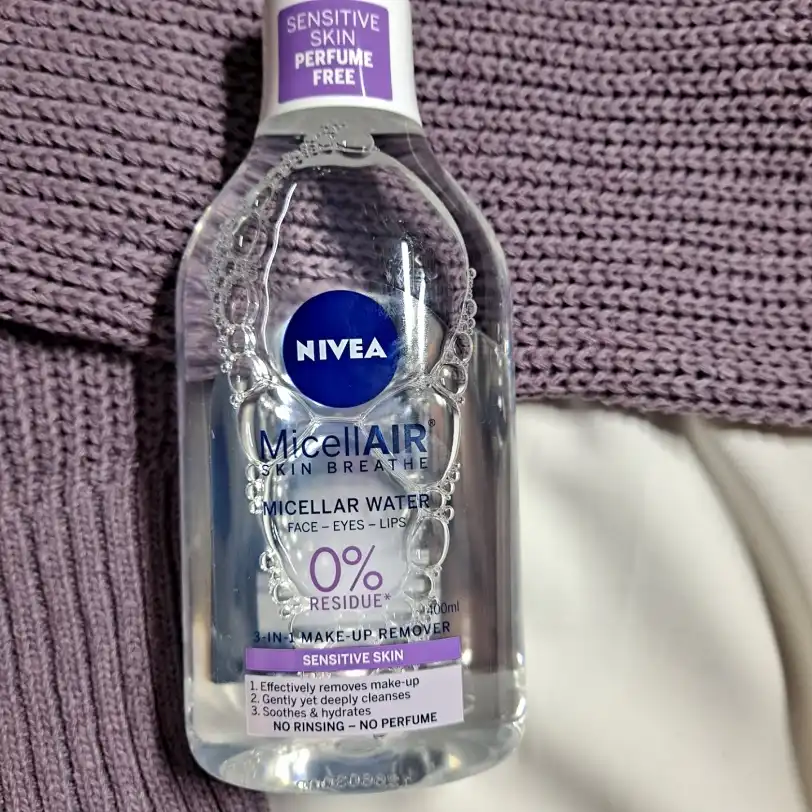 SENSITIVE
SKIN
PERFUME
FREE
NIVEA
MicellAIR®
SKIN BREATHE
MICELLAR WATER
FACE – EYES – LIPS
0%
RESIDUE*
400ml
3-IN-1 MAKE-UP REMOVER
SENSITIVE SKIN
1. Effectively removes make-up
2. Gently yet deeply cleanses
3. Soothes & hydrates
NO RINSING – NO PERFUME